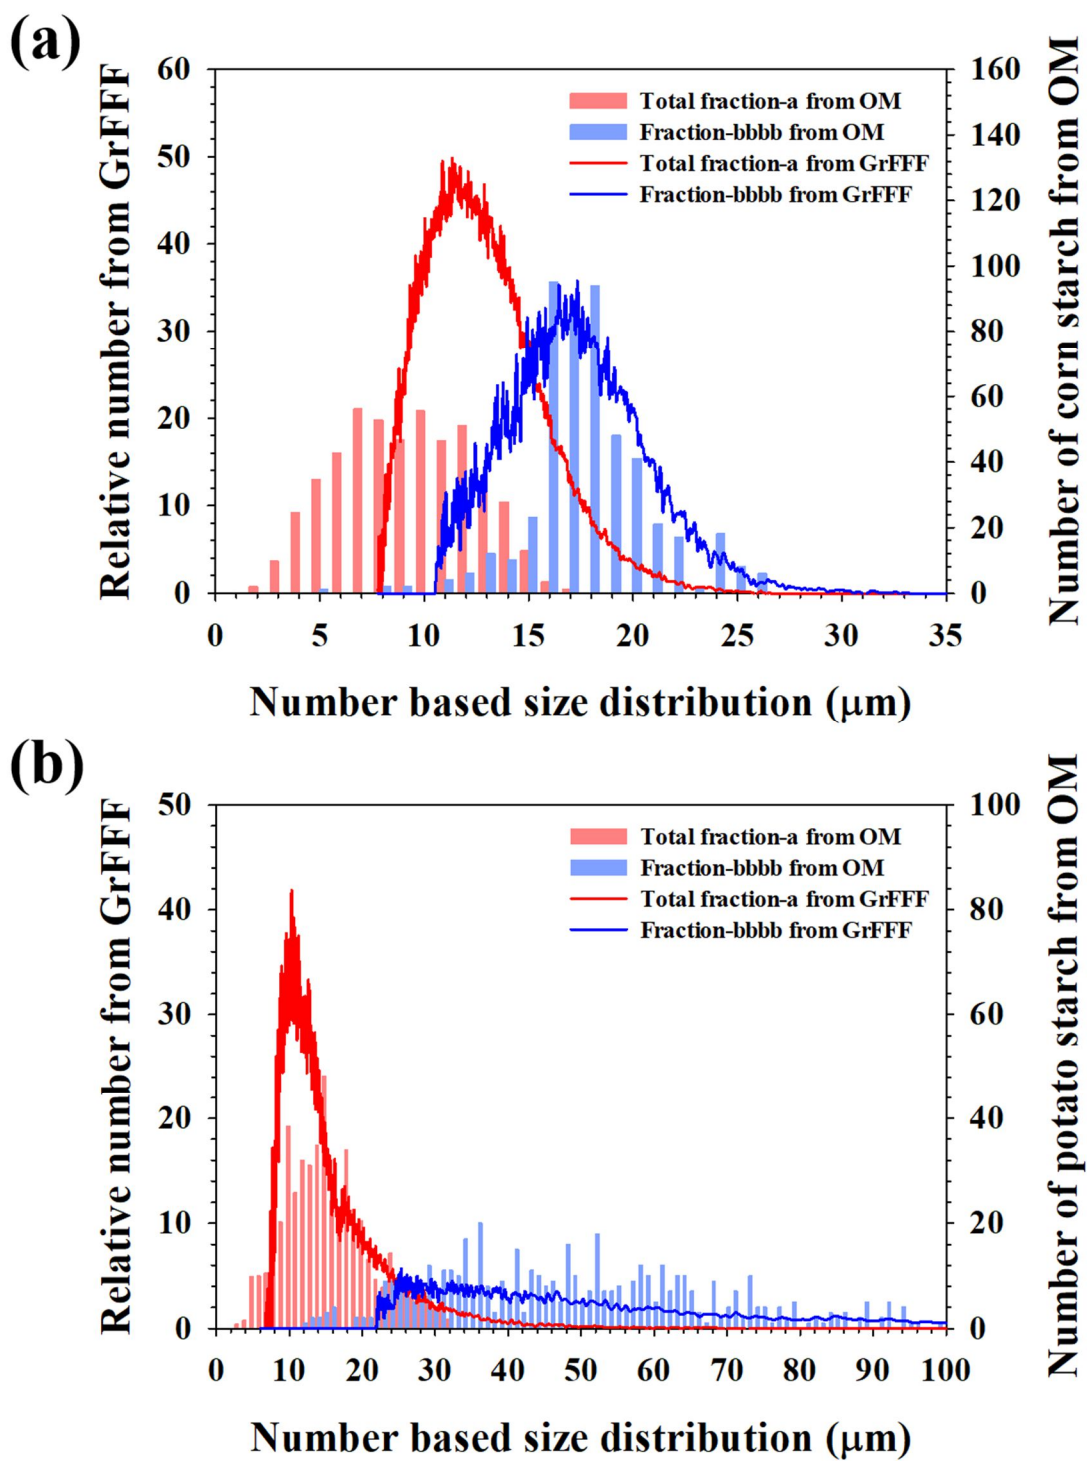 (a)
Relative number from GrFFF
60
50
40
30
20
10
0
Total fraction-a from OM
Fraction-bbbb from OM
Total fraction-a from GrFFF
Fraction-bbbb from GrFFF
160
140
120
100
80
60
40
20
0
Number of corn starch from OM
0 5 10 15 20 25 30 35
Number based size distribution (μm)
(b)
Relative number from GrFFF
50
40
30
20
10
0
Total fraction-a from OM
Fraction-bbbb from OM
Total fraction-a from GrFFF
Fraction-bbbb from GrFFF
100
80
60
40
20
0
Number of potato starch from OM
0 10 20 30 40 50 60 70 80 90 100
Number based size distribution (μm)